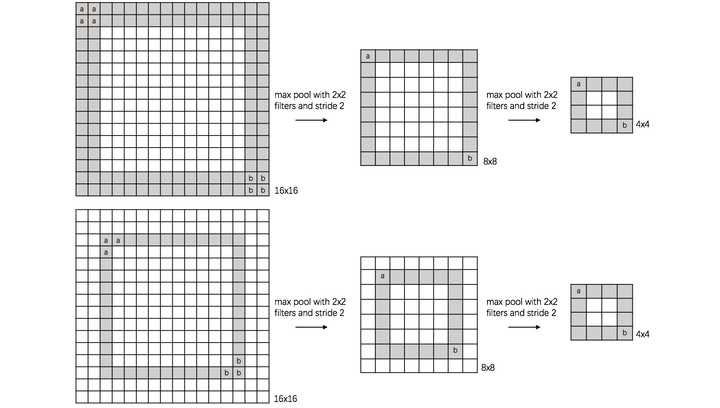 a a
a a
b b
b b
16x16
max pool with 2x2
filters and stride 2
a
b
8x8
max pool with 2x2
filters and stride 2
a
b
4x4
a a
a
b
b b
16x16
max pool with 2x2
filters and stride 2
a
b
8x8
max pool with 2x2
filters and stride 2
a
b
4x4